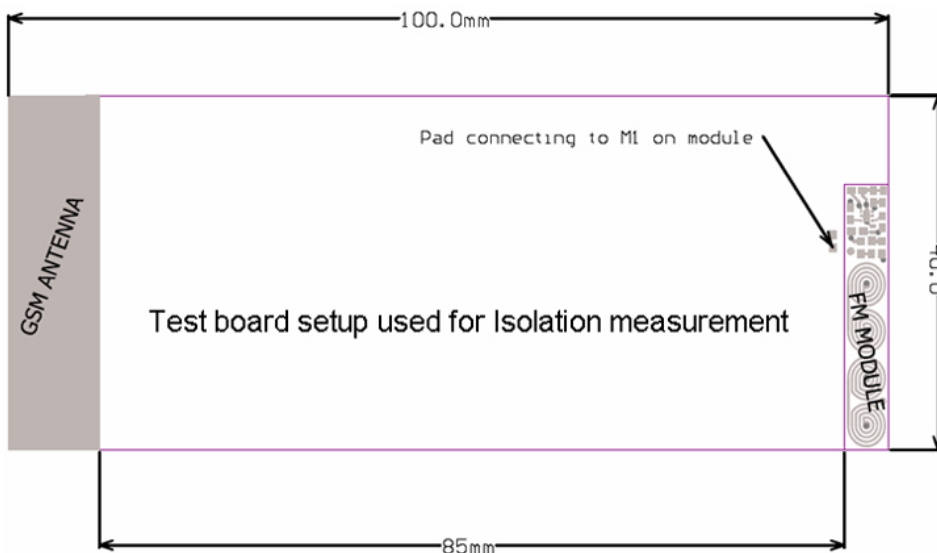 100.0mm
Pad connecting to M1 on module
GSM ANTENNA
Test board setup used for Isolation measurement
FM MODULE
85mm